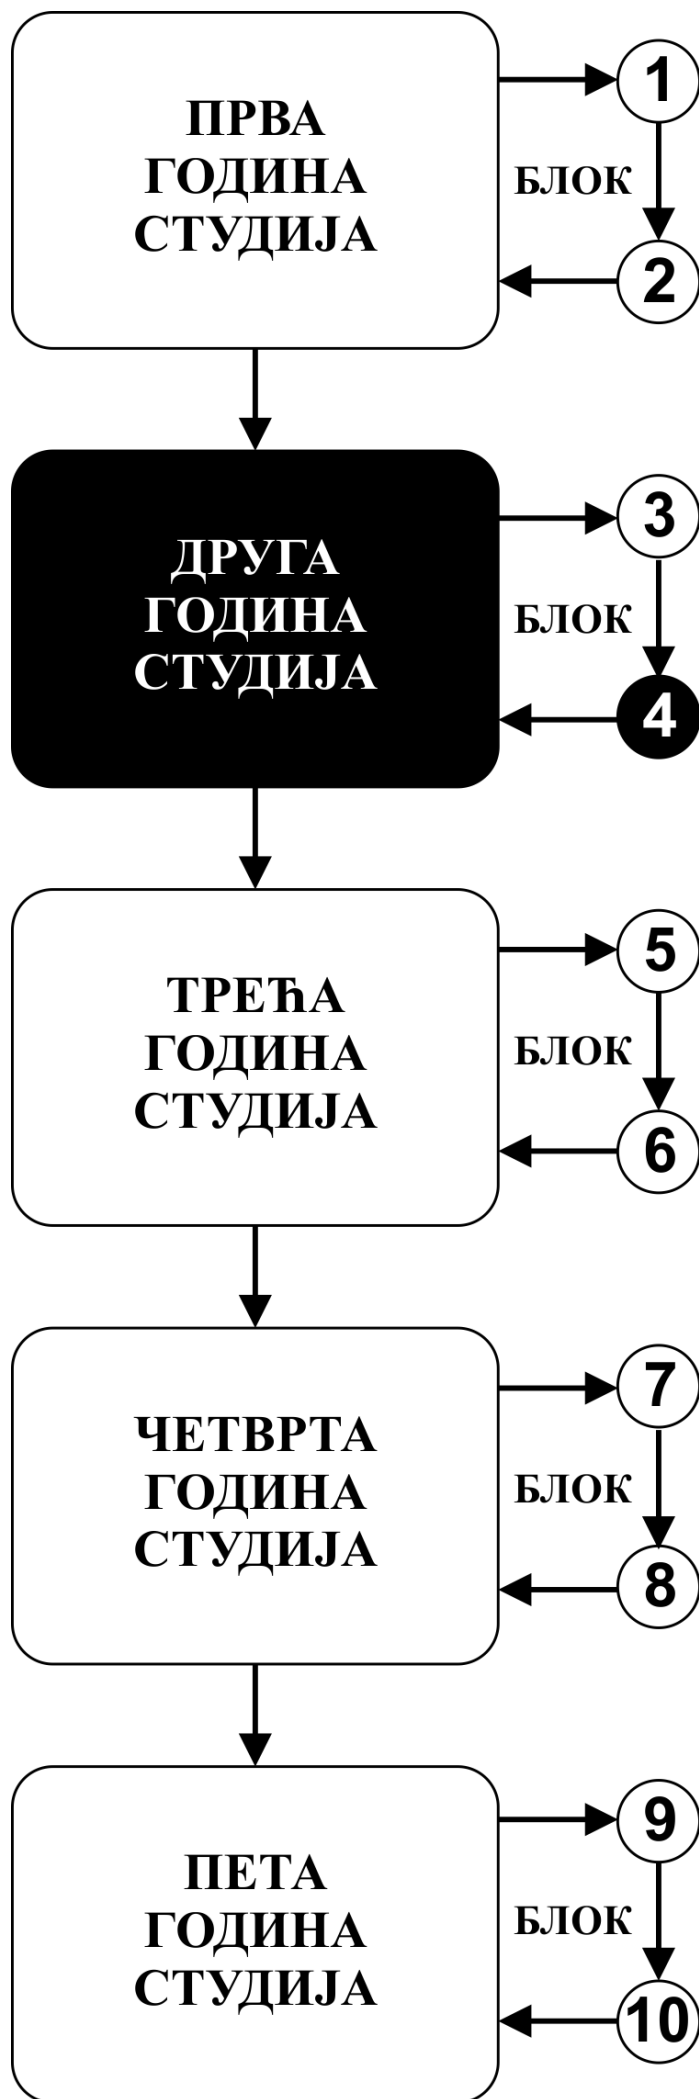 ПРВА
ГОДИНА
СТУДИЈА
1
БЛОК
2
ДРУГА
ГОДИНА
СТУДИЈА
3
БЛОК
4
ТРЕЋА
ГОДИНА
СТУДИЈА
5
БЛОК
6
ЧЕТВРТА
ГОДИНА
СТУДИЈА
7
БЛОК
8
ПЕТА
ГОДИНА
СТУДИЈА
9
БЛОК
10